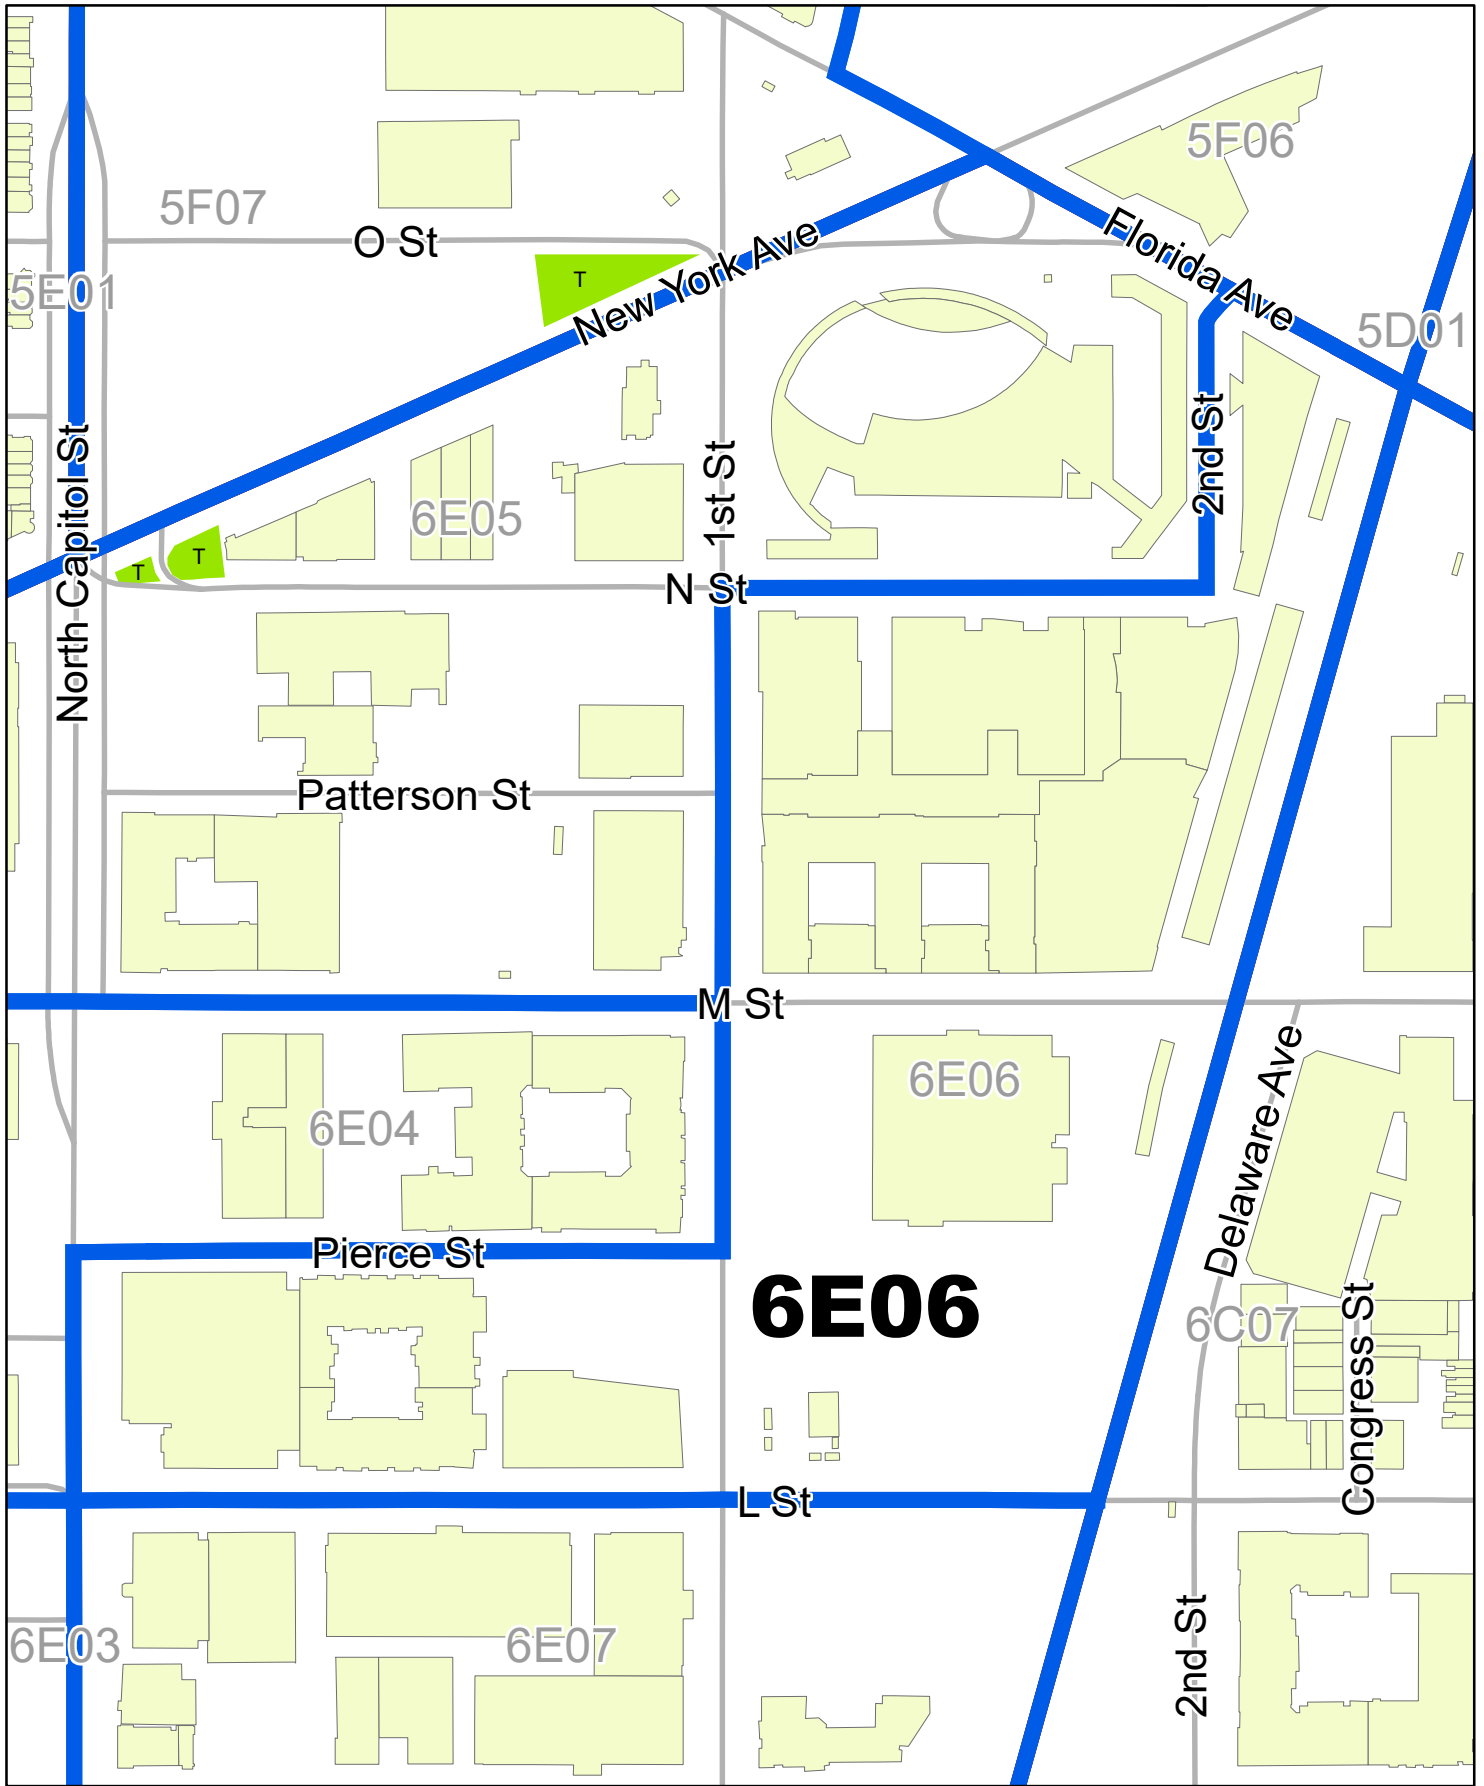 5F06
5F07
O St
Florida Ave
New York Ave
T
5E01
5D01
2nd St
1st St
North Capitol St
6E05
T
T
N St
Patterson St
M St
6E06
Delaware Ave
6E04
Pierce St
6E06
6C07
Congress St
L St
2nd St
6E03
6E07